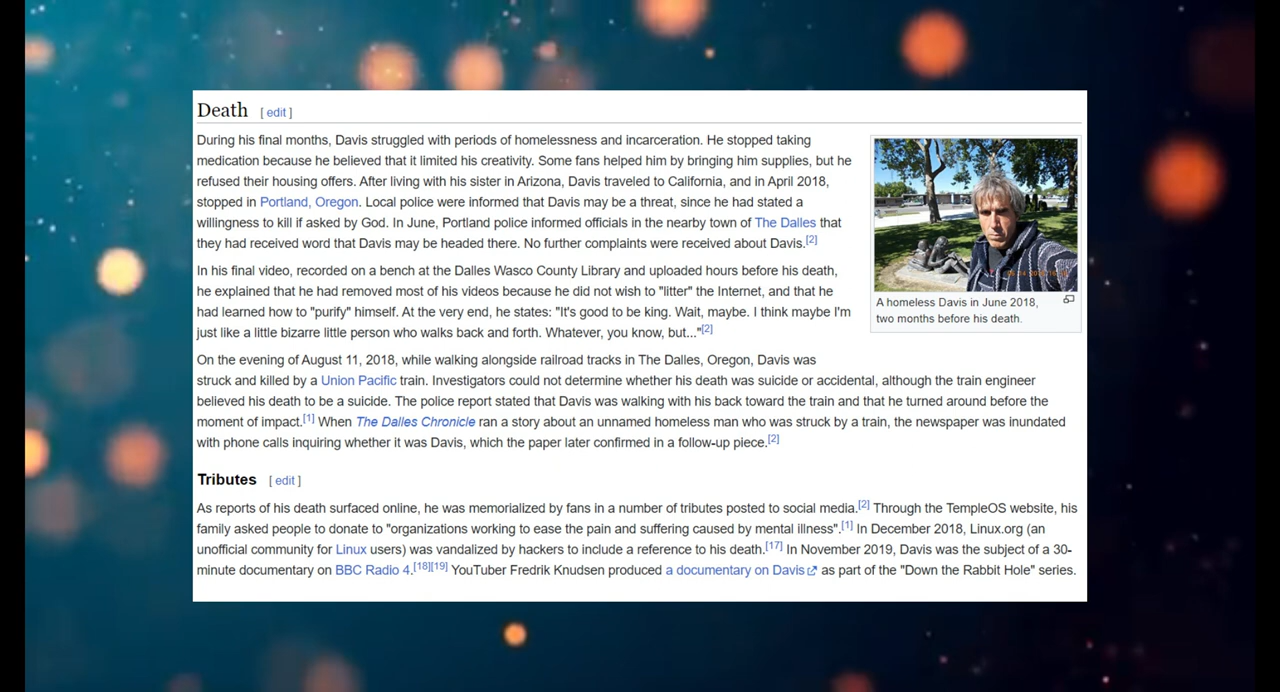 Death [ edit ]
During his final months, Davis struggled with periods of homelessness and incarceration. He stopped taking
medication because he believed that it limited his creativity. Some fans helped him by bringing him supplies, but he
refused their housing offers. After living with his sister in Arizona, Davis traveled to California, and in April 2018,
stopped in Portland, Oregon. Local police were informed that Davis may be a threat, since he had stated a
willingness to kill if asked by God. In June, Portland police informed officials in the nearby town of The Dalles that
they had received word that Davis may be headed there. No further complaints were received about Davis.[2]
In his final video, recorded on a bench at the Dalles Wasco County Library and uploaded hours before his death,
he explained that he had removed most of his videos because he did not wish to "litter" the Internet, and that he
had learned how to "purify" himself. At the very end, he states: "It's good to be king. Wait, maybe. I think maybe I'm
just like a little bizarre little person who walks back and forth. Whatever, you know, but..."[2]
A homeless Davis in June 2018,
two months before his death.
On the evening of August 11, 2018, while walking alongside railroad tracks in The Dalles, Oregon, Davis was
struck and killed by a Union Pacific train. Investigators could not determine whether his death was suicide or accidental, although the train engineer
believed his death to be a suicide. The police report stated that Davis was walking with his back toward the train and that he turned around before the
moment of impact.[1] When The Dalles Chronicle ran a story about an unnamed homeless man who was struck by a train, the newspaper was inundated
with phone calls inquiring whether it was Davis, which the paper later confirmed in a follow-up piece.[2]
Tributes [ edit ]
As reports of his death surfaced online, he was memorialized by fans in a number of tributes posted to social media.[2] Through the TempleOS website, his
family asked people to donate to "organizations working to ease the pain and suffering caused by mental illness".[1] In December 2018, Linux.org (an
unofficial community for Linux users) was vandalized by hackers to include a reference to his death.[17] In November 2019, Davis was the subject of a 30-
minute documentary on BBC Radio 4.[18][19] YouTuber Fredrik Knudsen produced a documentary on Davis as part of the "Down the Rabbit Hole" series.